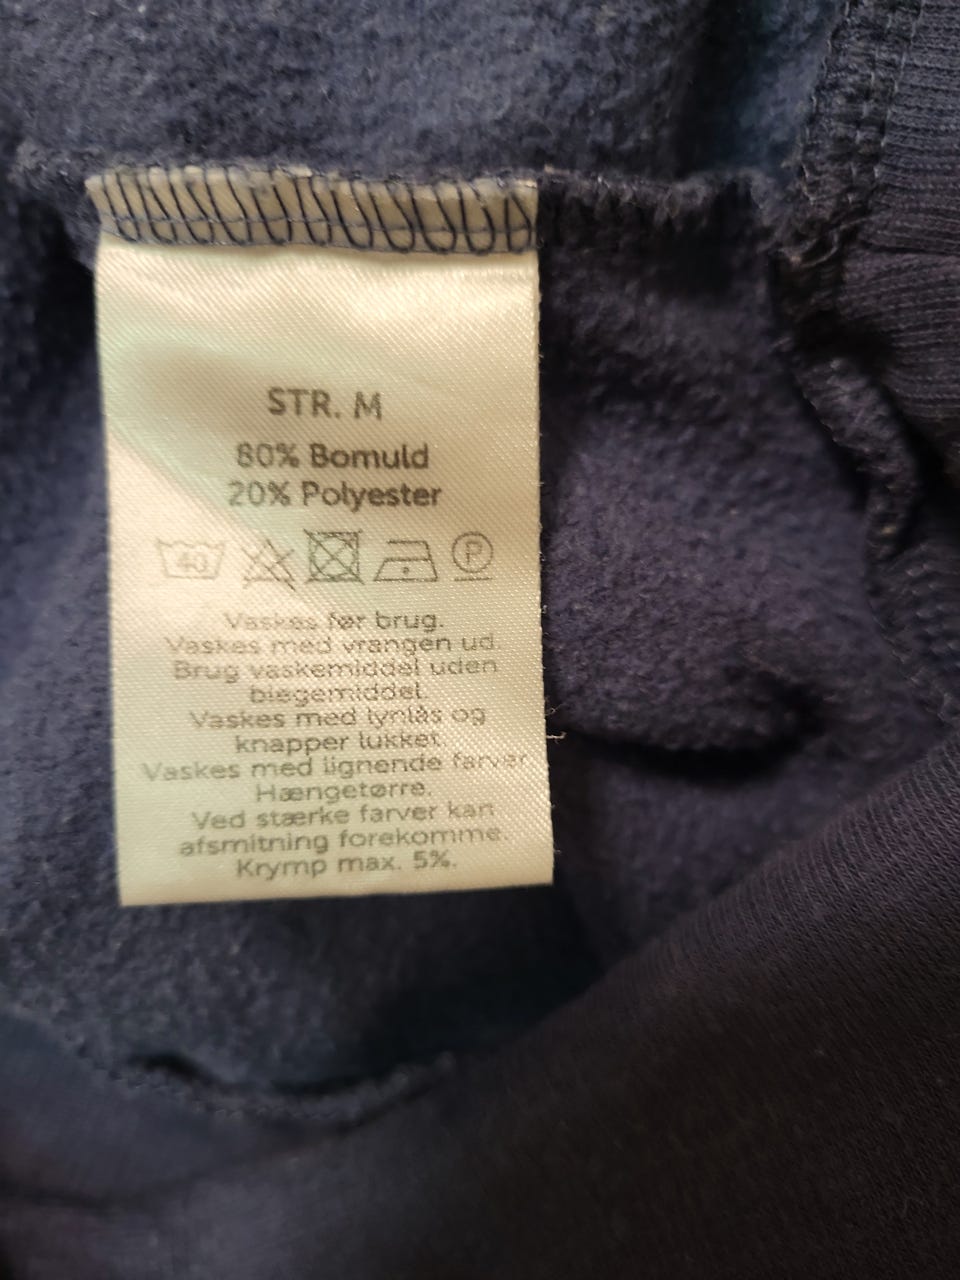 STR. M
80% Bomuld
20% Polyester
40 P
Vaskes før brug.
Vaskes med vrangen ud.
Brug vaskemiddel uden
blegemiddel.
Vaskes med lynlås og
knapper lukket.
Vaskes med lignende farver
Hængetørre.
Ved stærke farver kan
afsmitning forekomme.
Krymp max. 5%.